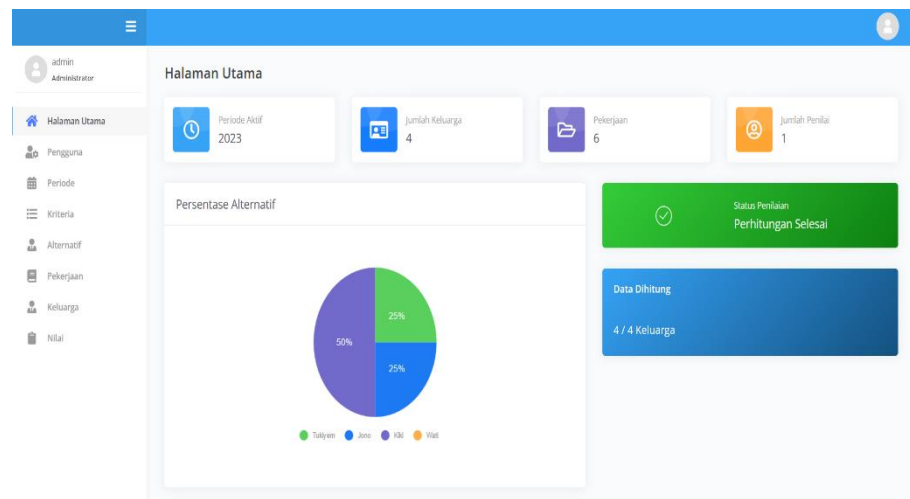 admin
Administrator
Halaman Utama
Pengguna
Periode
Kriteria
Alternatif
Pekerjaan
Keluarga
Nilai
Halaman Utama
Periode Aktif
2023
Jumlah Keluarga
4
Pekerjaan
6
Jumlah Penilai
1
Persentase Alternatif
25%
50%
25%
Tukiyem Jono Kiki Wati
Status Penilaian
Perhitungan Selesai
Data Dihitung
4 / 4 Keluarga